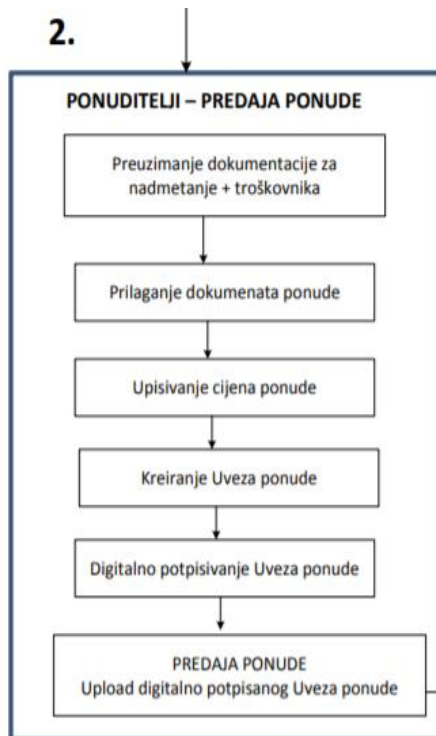 2.
PONUDITELJI – PREDAJA PONUDE
Preuzimanje dokumentacije za
nadmetanje + troškovnika
Prilaganje dokumenata ponude
Upisivanje cijena ponude
Kreiranje Uveza ponude
Digitalno potpisivanje Uveza ponude
PREDAJA PONUDE
Upload digitalno potpisanog Uveza ponude